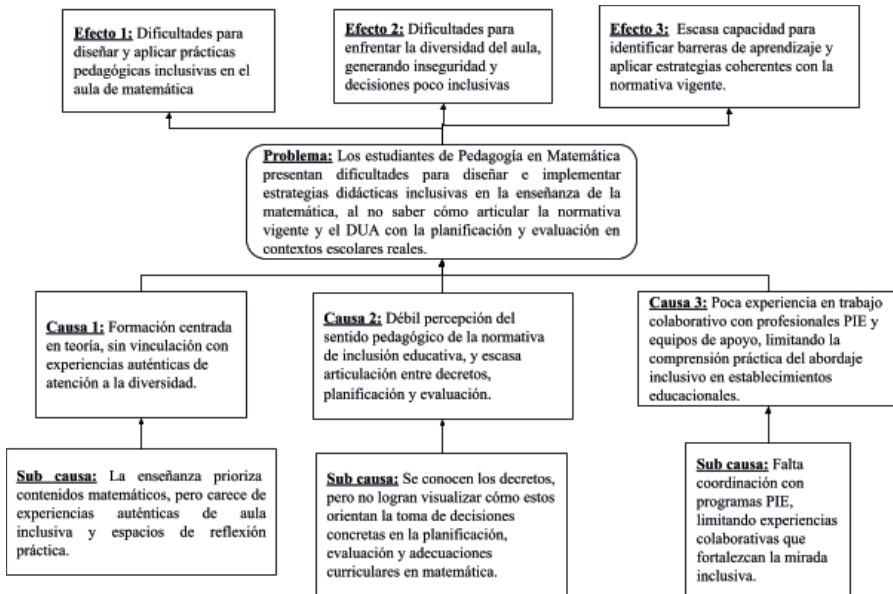 Efecto 1: Dificultades para
diseñar y aplicar prácticas
pedagógicas inclusivas en el
aula de matemática
Efecto 2: Dificultades para
enfrentar la diversidad del aula,
generando inseguridad y
decisiones poco inclusivas
Efecto 3: Escasa capacidad para
identificar barreras de aprendizaje y
aplicar estrategias coherentes con la
normativa vigente.
Problema: Los estudiantes de Pedagogía en Matemática
presentan dificultades para diseñar e implementar
estrategias didácticas inclusivas en la enseñanza de la
matemática, al no saber cómo articular la normativa
vigente y el DUA con la planificación y evaluación en
contextos escolares reales.
Causa 1: Formación centrada
en teoría, sin vinculación con
experiencias auténticas de
atención a la diversidad.
Causa 2: Débil percepción del
sentido pedagógico de la normativa
de inclusión educativa, y escasa
articulación entre decretos,
planificación y evaluación.
Causa 3: Poca experiencia en trabajo
colaborativo con profesionales PIE y
equipos de apoyo, limitando la
comprensión práctica del abordaje
inclusivo en establecimientos
educacionales.
Sub causa: La enseñanza prioriza
contenidos matemáticos, pero carece de
experiencias auténticas de aula
inclusiva y espacios de reflexión
práctica.
Sub causa: Se conocen los decretos,
pero no logran visualizar cómo estos
orientan la toma de decisiones
concretas en la planificación,
evaluación y adecuaciones
curriculares en matemática.
Sub causa: Falta
coordinación con
programas PIE,
limitando experiencias
colaborativas que
fortalezcan la mirada
inclusiva.